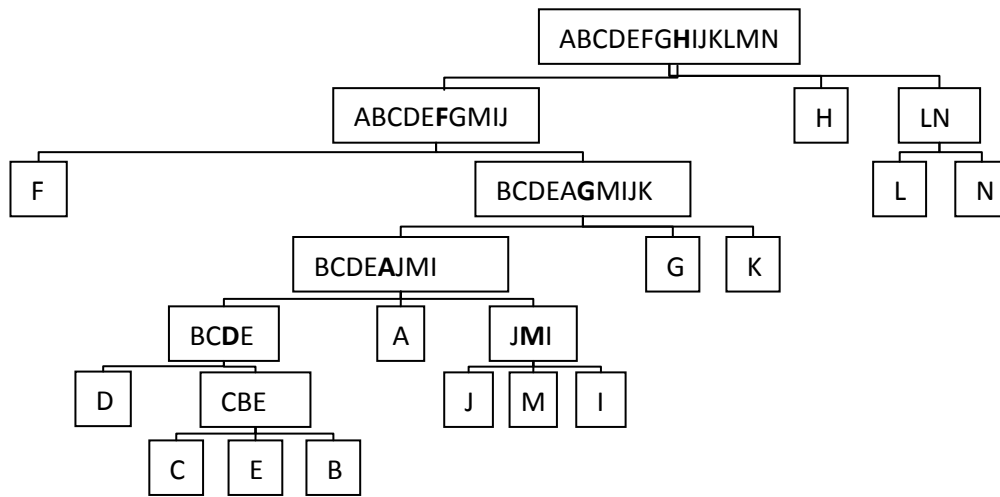 ABCDEFGHIJKLMN
ABCDEFGMIJ
H
LN
F
BCDEAGMIJK
L
N
BCDEAJMI
G
K
BCDE
A
JMI
D
CBE
J
M
I
C
E
B